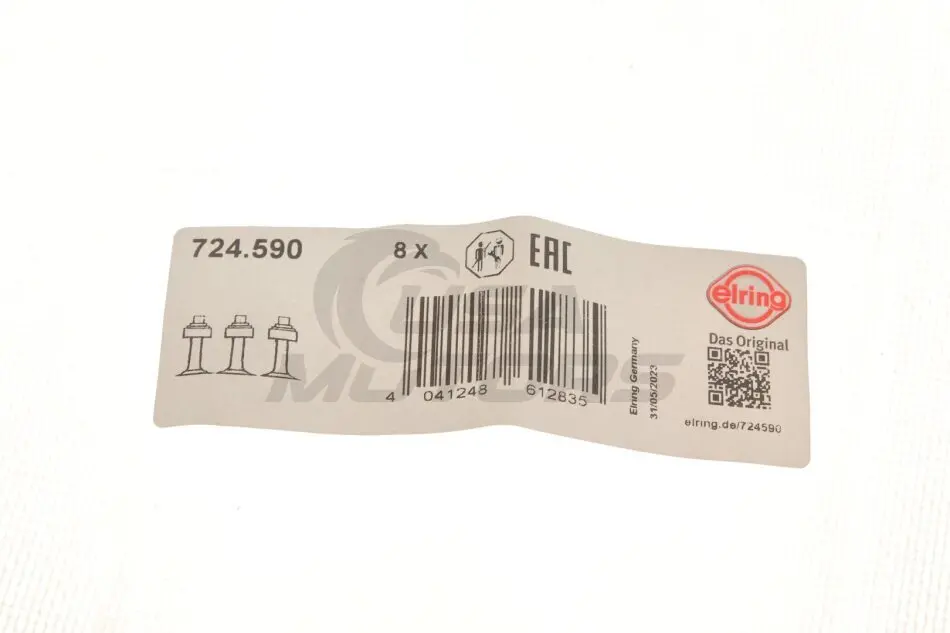 724.590
8 X
EAC
elring
Das Original
4 041248 612835
Elring Germany
31/05/2023
elring.de/724590
USA
MOTORS